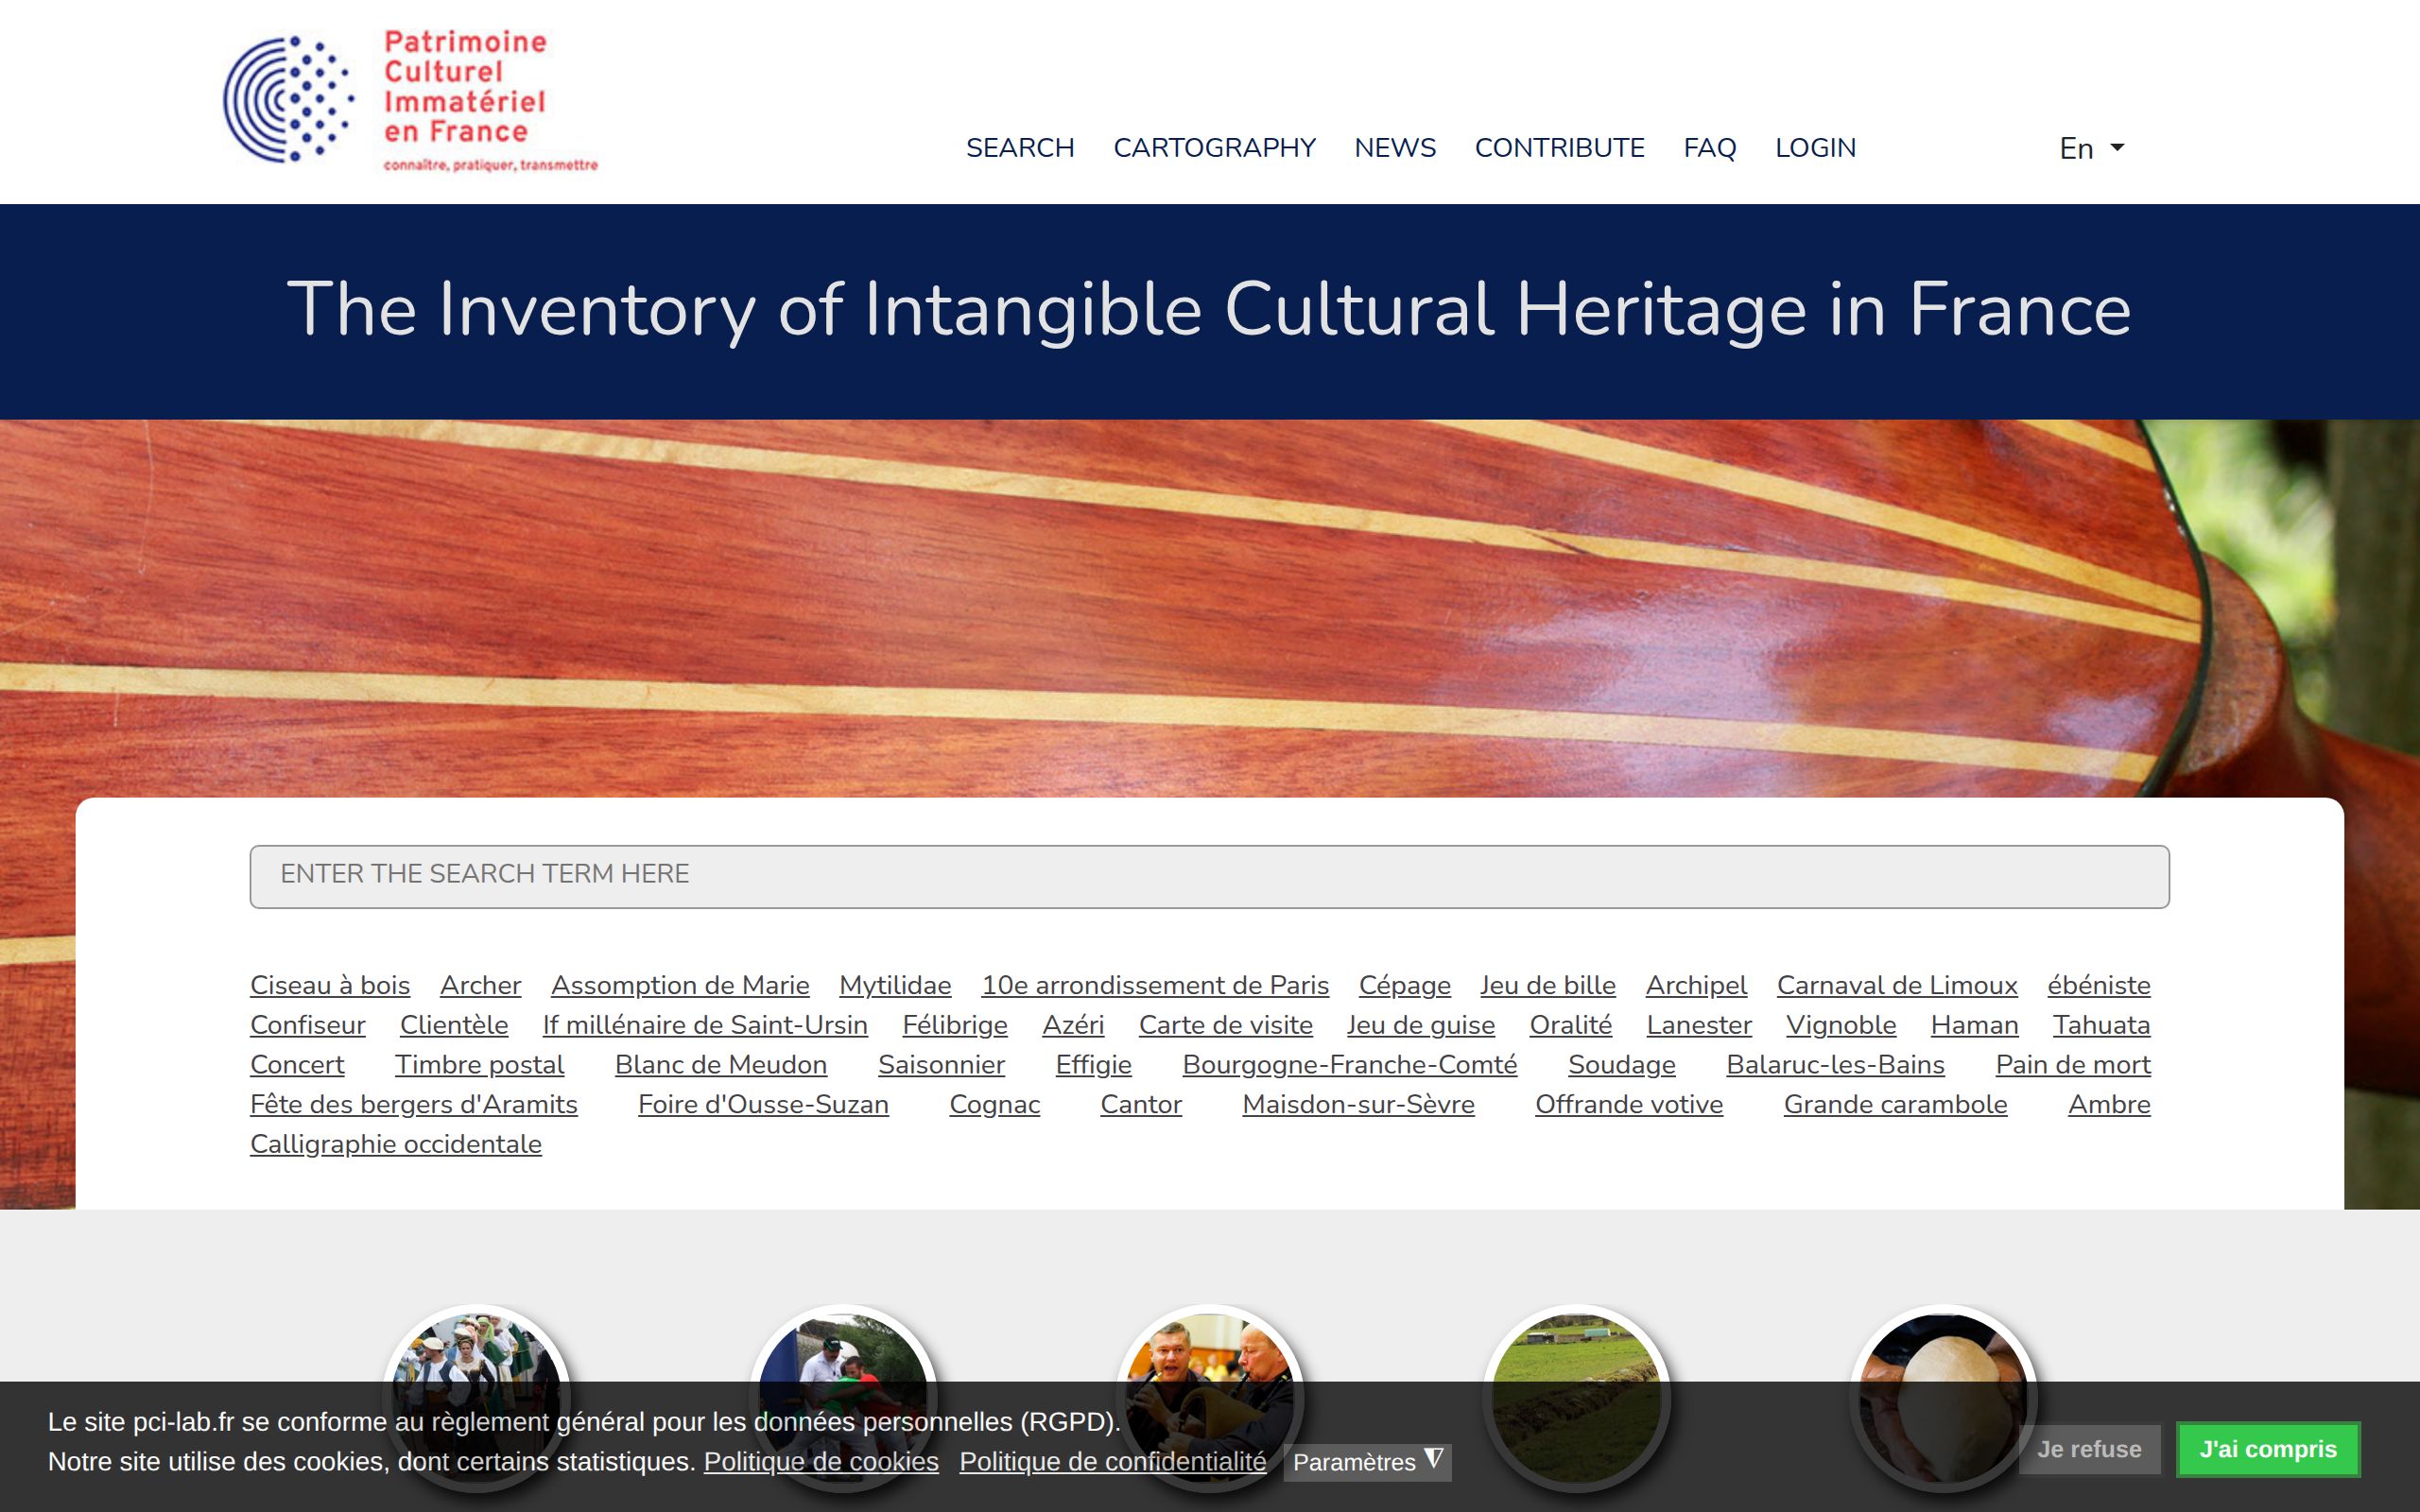 Patrimoine
Culturel
Immatériel
en France
connaître, pratiquer, transmettre
SEARCH CARTOGRAPHY NEWS CONTRIBUTE FAQ LOGIN En
The Inventory of Intangible Cultural Heritage in France
ENTER THE SEARCH TERM HERE
Ciseau à bois Archer Assomption de Marie Mytilidae 10e arrondissement de Paris Cépage Jeu de bille Archipel Carnaval de Limoux ébéniste
Confiseur Clientèle If millénaire de Saint-Ursin Félibrige Azéri Carte de visite Jeu de guise Oralité Lanester Vignoble Haman Tahuata
Concert Timbre postal Blanc de Meudon Saisonnier Effigie Bourgogne-Franche-Comté Soudage Balaruc-les-Bains Pain de mort
Fête des bergers d'Aramits Foire d'Ousse-Suzan Cognac Cantor Maisdon-sur-Sèvre Offrande votive Grande carambole Ambre
Calligraphie occidentale
Le site pci-lab.fr se conforme au règlement général pour les données personnelles (RGPD).
Notre site utilise des cookies, dont certains statistiques. Politique de cookies Politique de confidentialité Paramètres
Je refuse J'ai compris